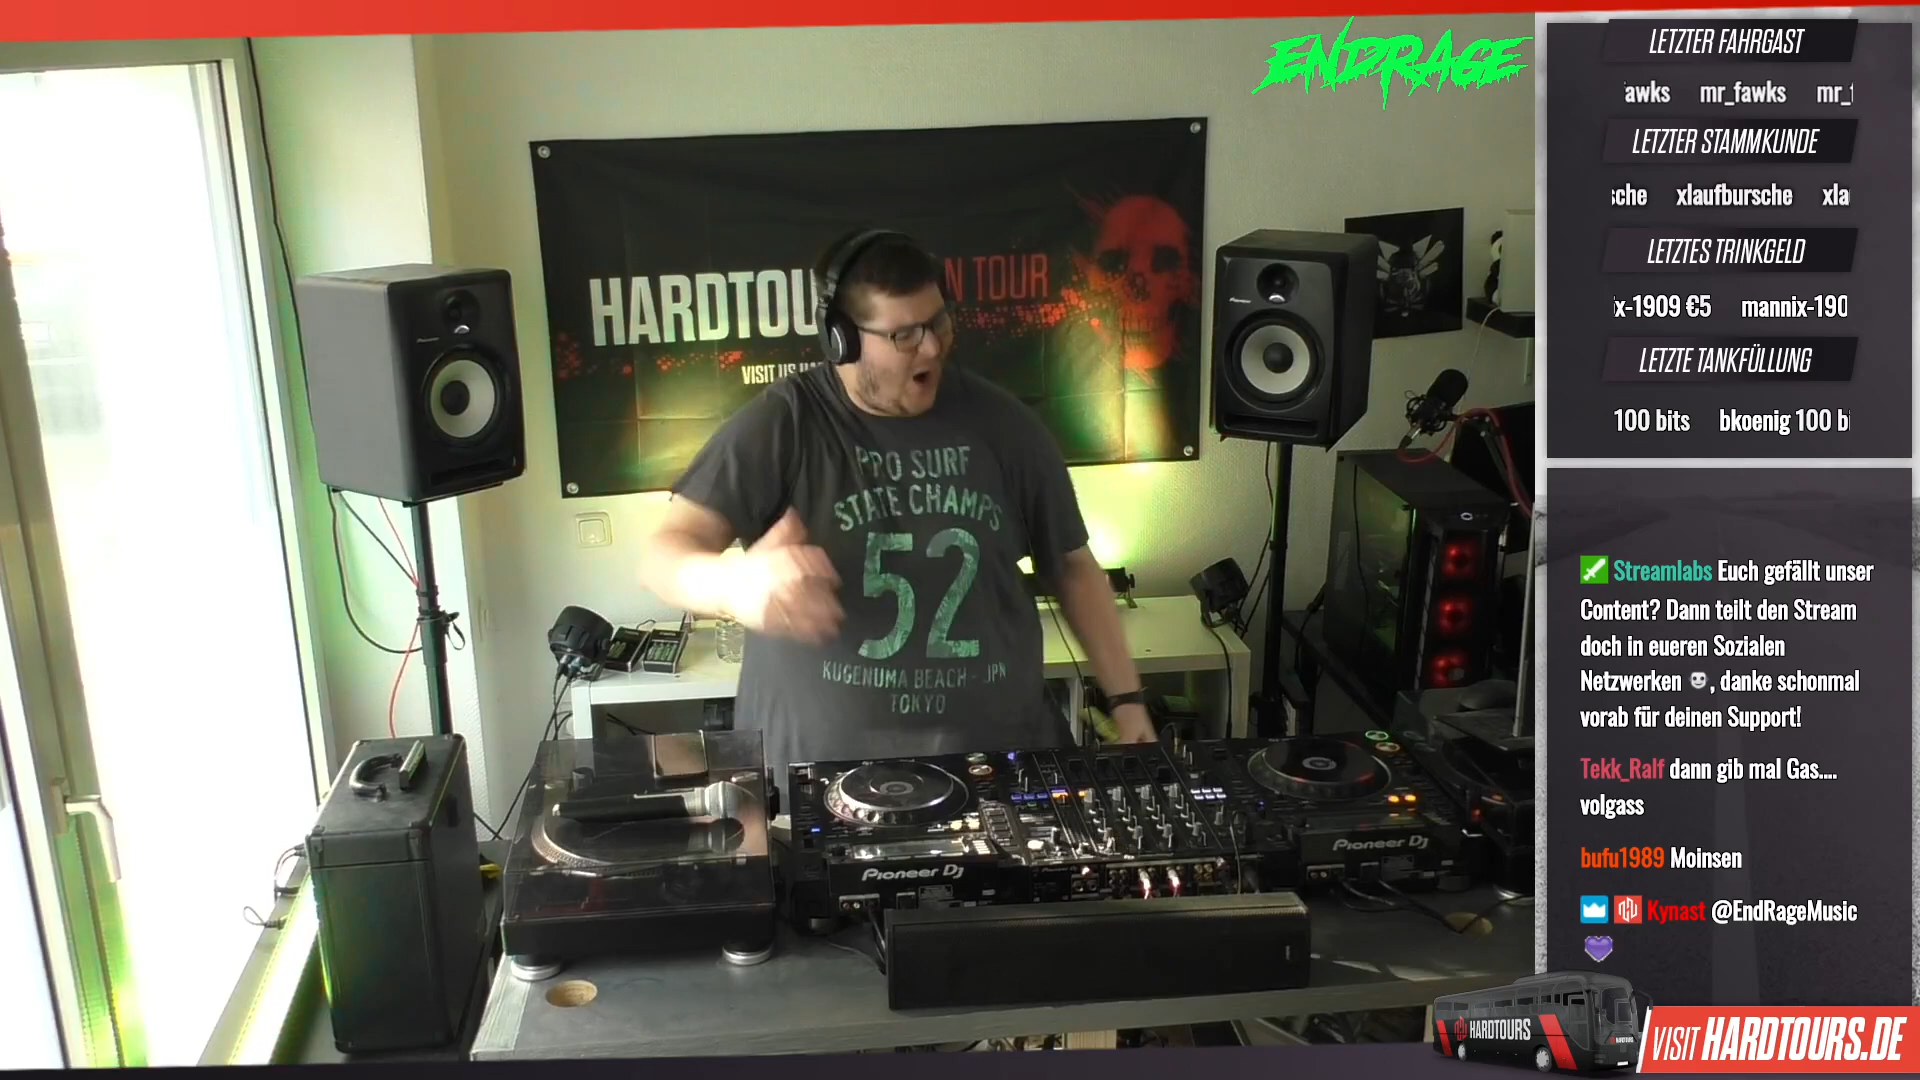 ENDRAGE
HARDTOU
N TOUR
VISIT US
PRO SURF
STATE CHAMPS
52
KUGENUMA BEACH - JPN
TOKYO
Pioneer DJ
Pioneer DJ
LETZTER FAHRGAST
awks mr_fawks mr_
LETZTER STAMMKUNDE
sche xlaufbursche xla
LETZTES TRINKGELD
x-1909 €5 mannix-190
LETZTE TANKFÜLLUNG
100 bits bkoenig 100 bi
Streamlabs Euch gefällt unser
Content? Dann teilt den Stream
doch in eueren Sozialen
Netzwerken , danke schonmal
vorab für deinen Support!
Tekk_Ralf dann gib mal Gas....
volgass
bufu1989 Moinsen
Kynast @EndRageMusic
HARDTOURS
VISIT HARDTOURS.DE